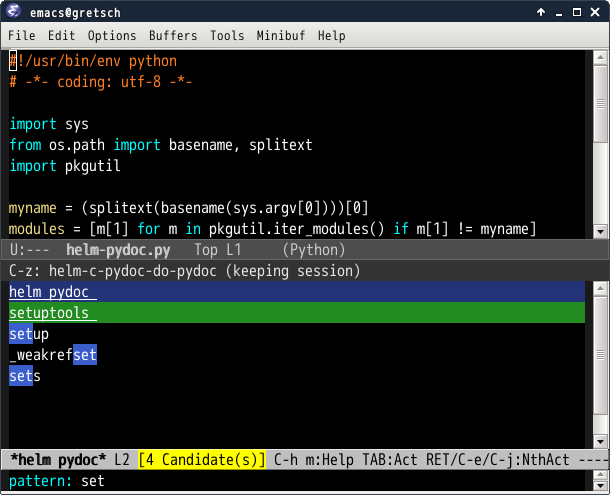 emacs@gretsch
File Edit Options Buffers Tools Minibuf Help
#!/usr/bin/env python
# -*- coding: utf-8 -*-
import sys
from os.path import basename, splitext
import pkgutil
myname = (splitext(basename(sys.argv[0])))[0]
modules = [m[1] for m in pkgutil.iter_modules() if m[1] != myname]
U:--- helm-pydoc.py Top L1 (Python)
C-z: helm-c-pydoc-do-pydoc (keeping session)
helm pydoc
setuptools
setup
_weakrefset
sets
*helm pydoc* L2 [4 Candidate(s)] C-h m:Help TAB:Act RET/C-e/C-j:NthAct ----
pattern: set